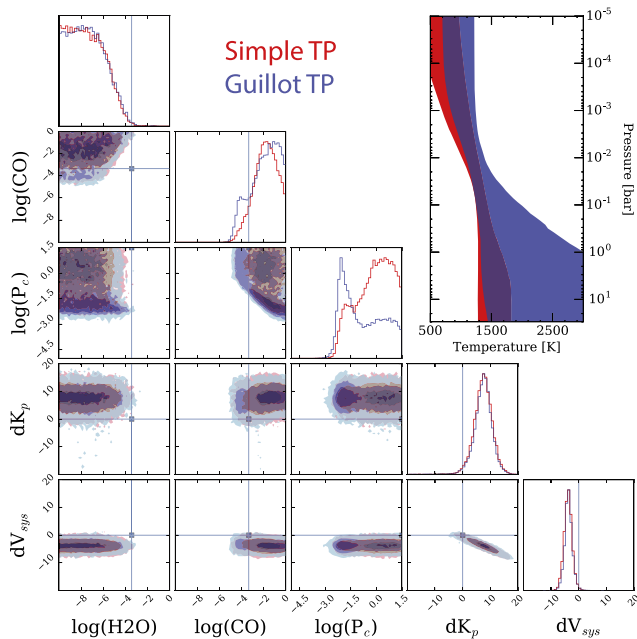 Simple TP
Guillot TP
10⁻⁵
10⁻⁴
10⁻³
10⁻²
10⁻¹
10⁰
10¹
Pressure [bar]
500 1500 2500
Temperature [K]
log(CO)
0
−2
−4
−6
−8
log(P_c)
1.5
0.0
−1.5
−3.0
−4.5
dK_p
20
10
0
−10
dV_sys
20
10
0
−10
−20
−8 −6 −4 −2 0
−8 −6 −4 −2 0
−4.5 −3.0 −1.5 0.0 1.5
−10 0 10 20
−10 0 10 20
log(H2O) log(CO) log(P_c) dK_p dV_sys